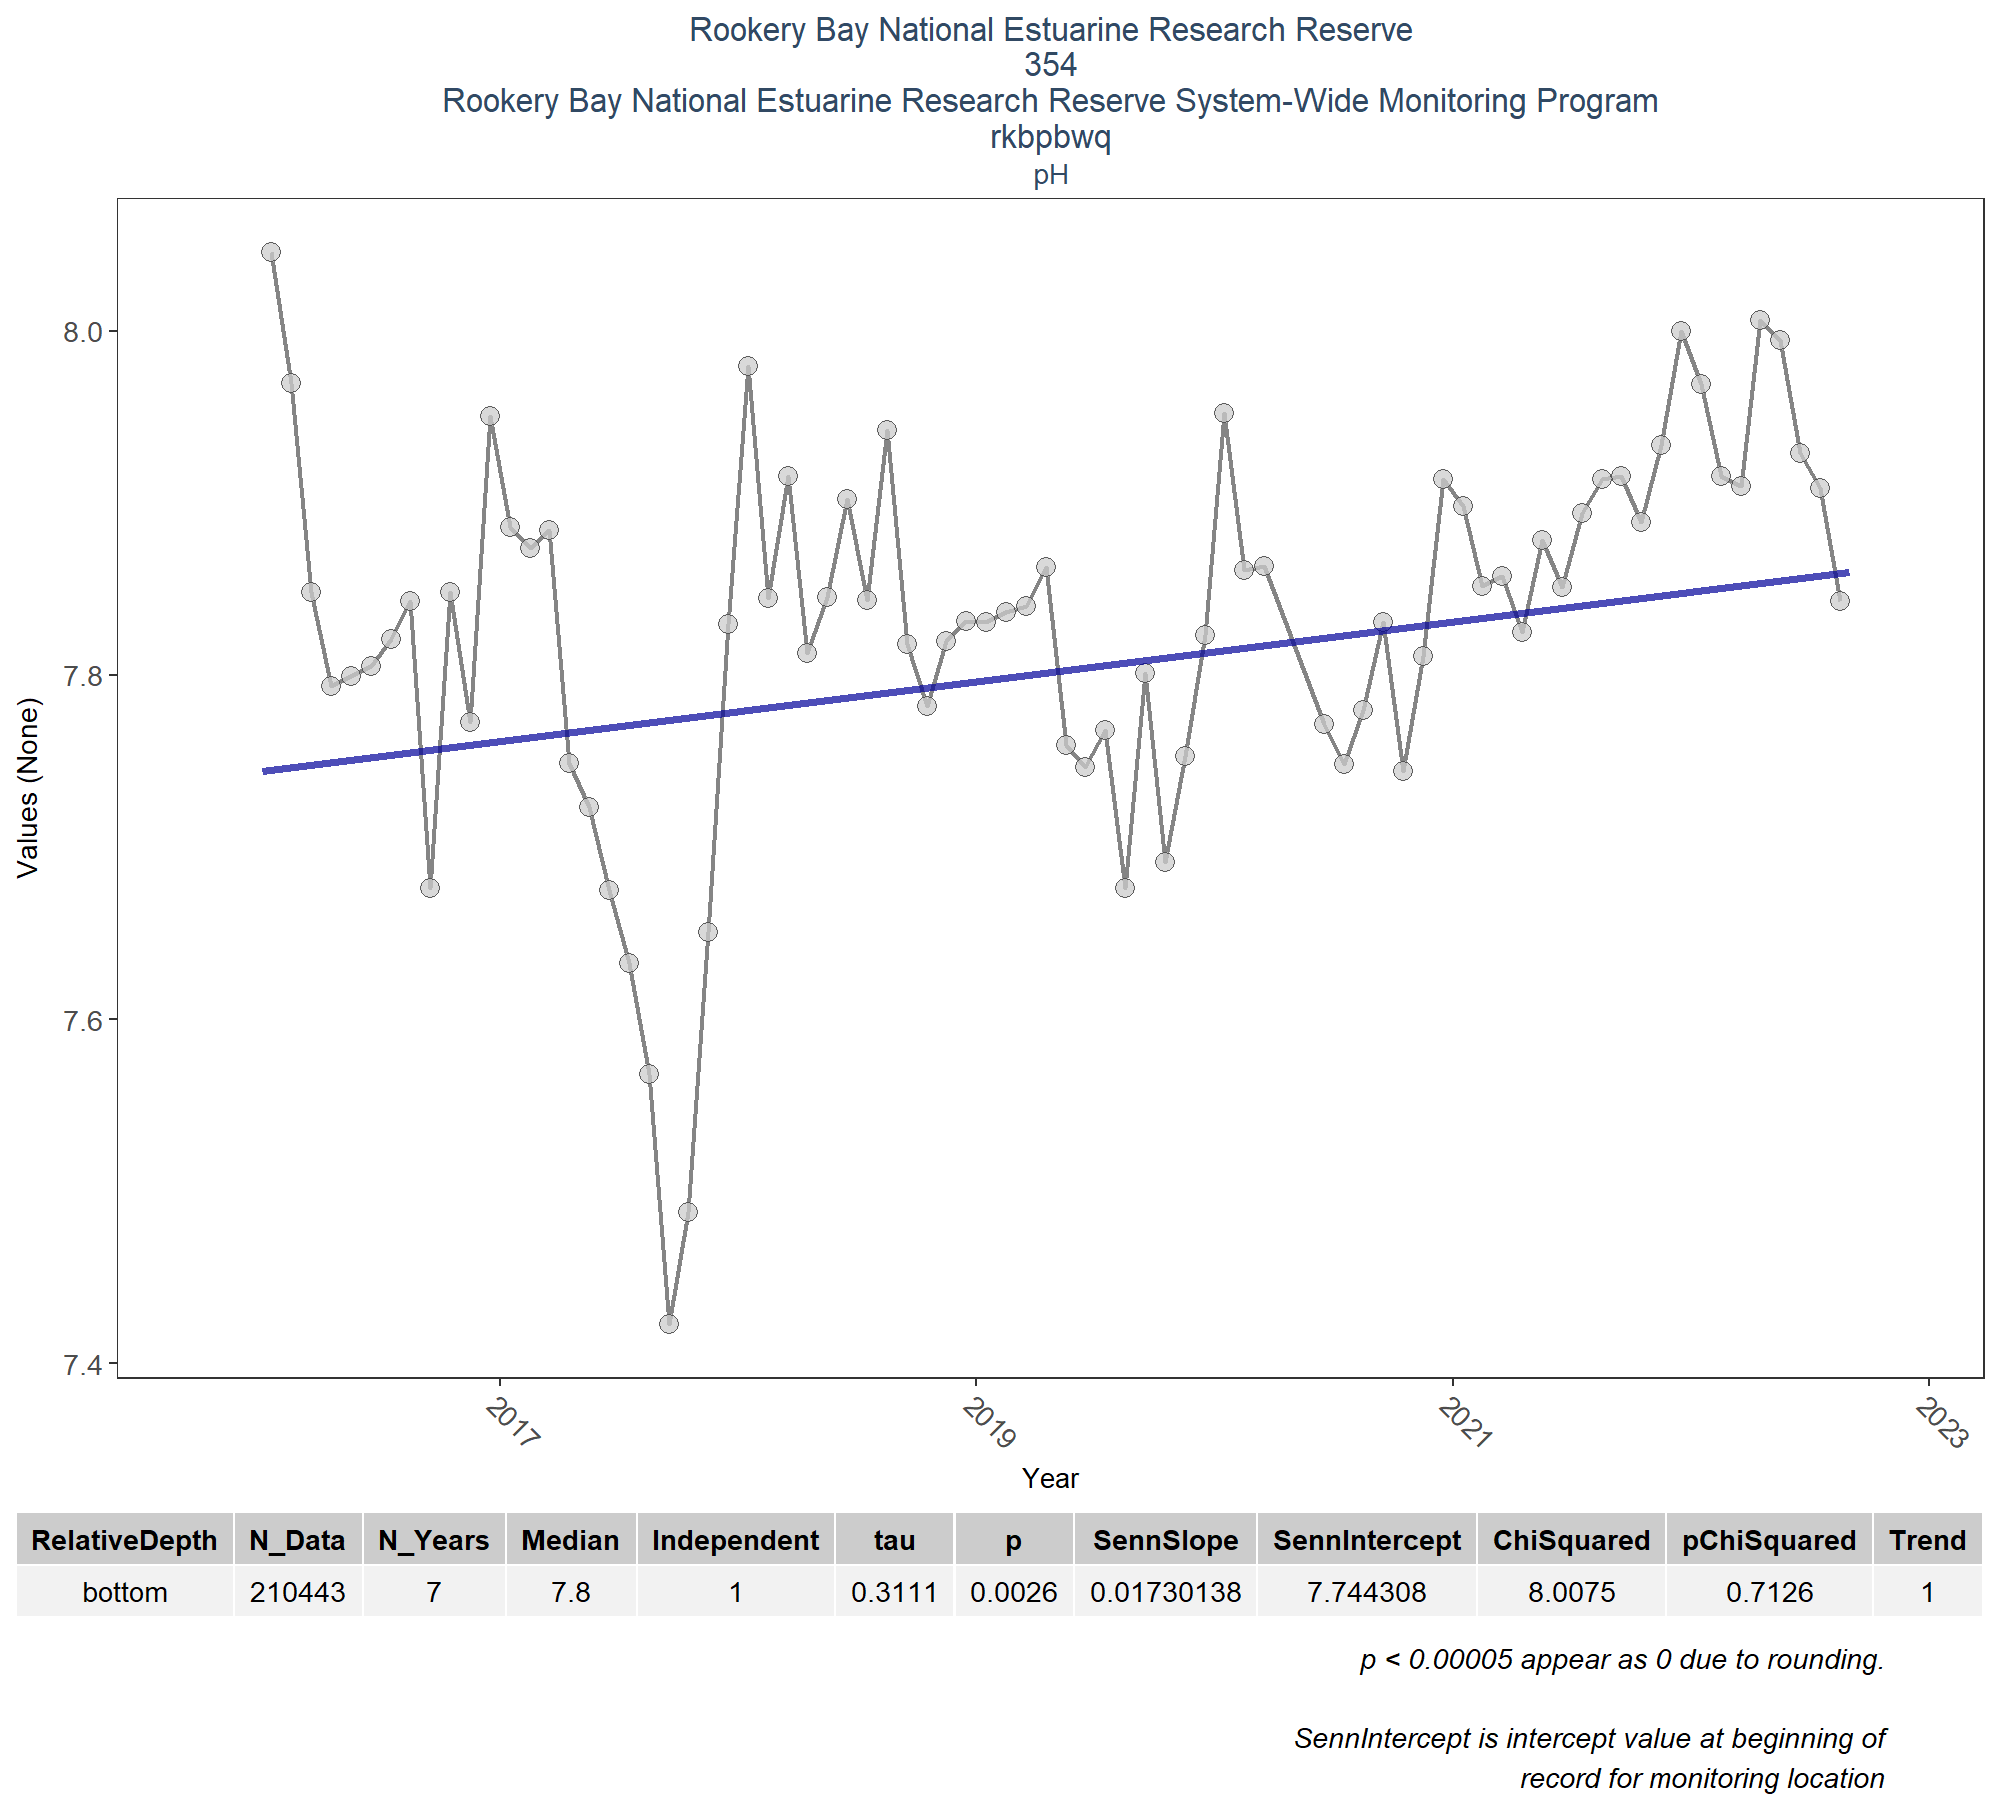 Rookery Bay National Estuarine Research Reserve
354
Rookery Bay National Estuarine Research Reserve System-Wide Monitoring Program
rkbpbwq
pH
Values (None)
8.0
7.8
7.6
7.4
2017 2019 2021 2023
Year
RelativeDepth N_Data N_Years Median Independent tau p SennSlope SennIntercept ChiSquared pChiSquared Trend
bottom 210443 7 7.8 1 0.3111 0.0026 0.01730138 7.744308 8.0075 0.7126 1
p < 0.00005 appear as 0 due to rounding.
SennIntercept is intercept value at beginning of
record for monitoring location